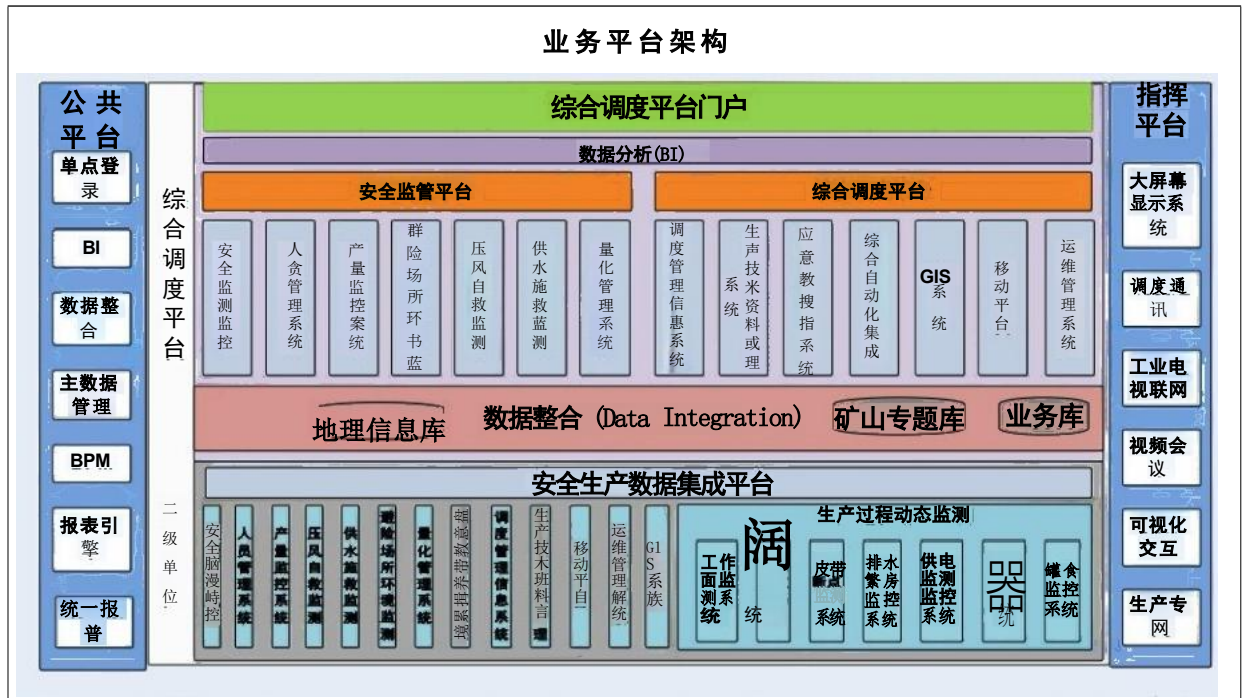 业务平台架构
公共
平台
单点登
录
BI
数据整
合
主数据
管理
BPM
报表引
擎
统一报
普
综合调度平台
二级单位
综合调度平台门户
数据分析(BI)
安全监管平台
综合调度平台
安全监测监控
人贪管理系统
产量监控案统
群险场所环书蓝
压风自救监测
供水施救蓝测
量化管理系统
调度管理信惠系统
生声技米资料或理
系统
应意教搜指系统
综合自动化集成
GIS
系
统
移动平台
运维管理系统
地理信息库
数据整合 (Data Integration)
矿山专题库
业务库
安全生产数据集成平台
安全脑漫峙控
人员管理系统
产量监控系统
压风自救监测
供水施救监测
避险场所环境监测
量化管理系统
境累揖养带教意盘
调度管理信息系统
生产技木班料言理
移动平自
运维管理解统
G1S系族
生产过程动态监测
工作
面监
测系
统
阔
统
皮带
系统
排水
繁房
监控
系统
供电
监测
监控
系统
器
统
罐食
监控
系统
指挥
平台
大屏幕
显示系
统
调度通
讯
工业电
视联网
视频会
议
可视化
交互
生产专
网